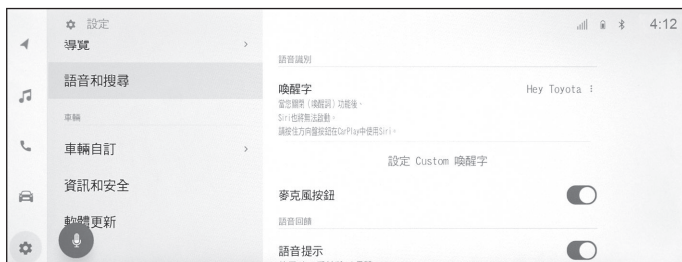 設定
4:12
導覽
語音和搜尋
車輛
車輛自訂
資訊和安全
軟體更新
語音識別
喚醒字
Hey Toyota
當您關閉（喚醒詞）功能後，
Siri也將無法啟動。
請按住方向盤按鈕在CarPlay中使用Siri。
設定 Custom 喚醒字
麥克風按鈕
語音回饋
語音提示